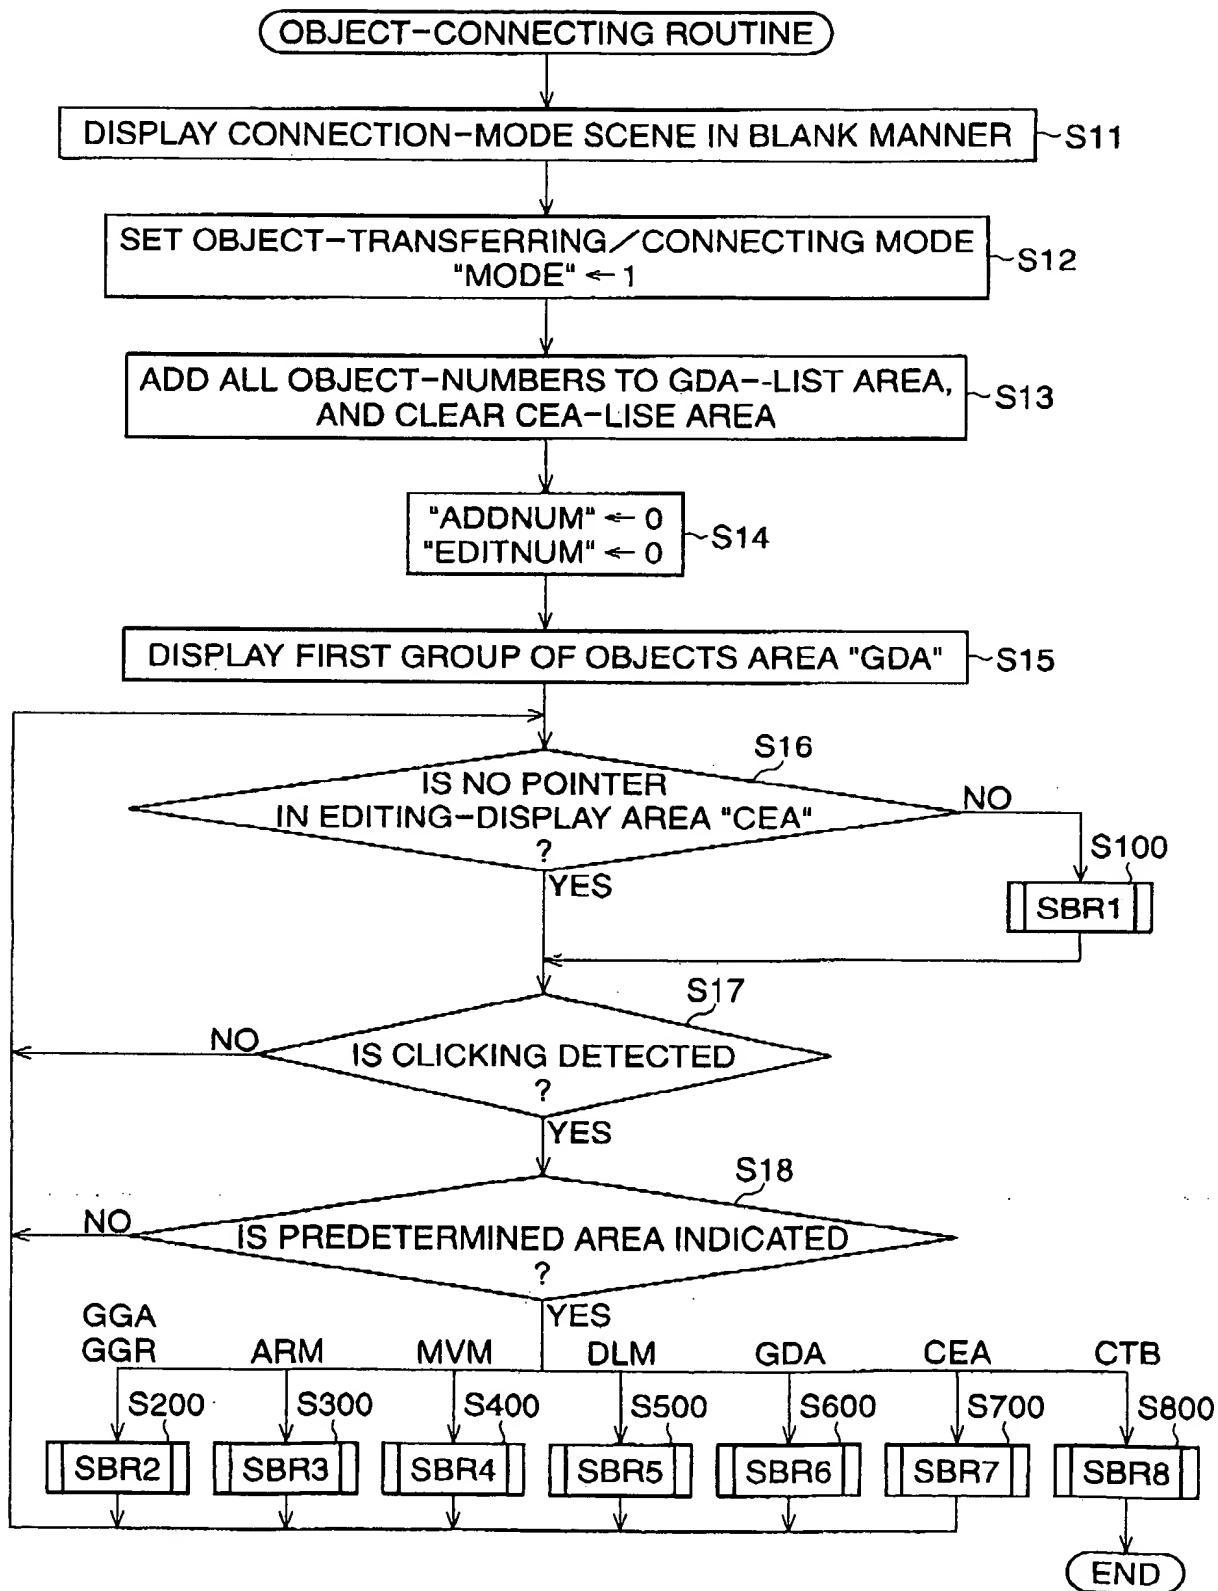 OBJECT-CONNECTING ROUTINE
DISPLAY CONNECTION-MODE SCENE IN BLANK MANNER
S11
SET OBJECT-TRANSFERRING/CONNECTING MODE
"MODE" ← 1
S12
ADD ALL OBJECT-NUMBERS TO GDA--LIST AREA,
AND CLEAR CEA-LISE AREA
S13
"ADDNUM" ← 0
"EDITNUM" ← 0
S14
DISPLAY FIRST GROUP OF OBJECTS AREA "GDA"
S15
S16
IS NO POINTER
IN EDITING-DISPLAY AREA "CEA"
?
NO
YES
S100
SBR1
S17
NO
IS CLICKING DETECTED
?
YES
S18
NO
IS PREDETERMINED AREA INDICATED
?
YES
GGA
GGR
ARM
MVM
DLM
GDA
CEA
CTB
S200
S300
S400
S500
S600
S700
S800
SBR2
SBR3
SBR4
SBR5
SBR6
SBR7
SBR8
END